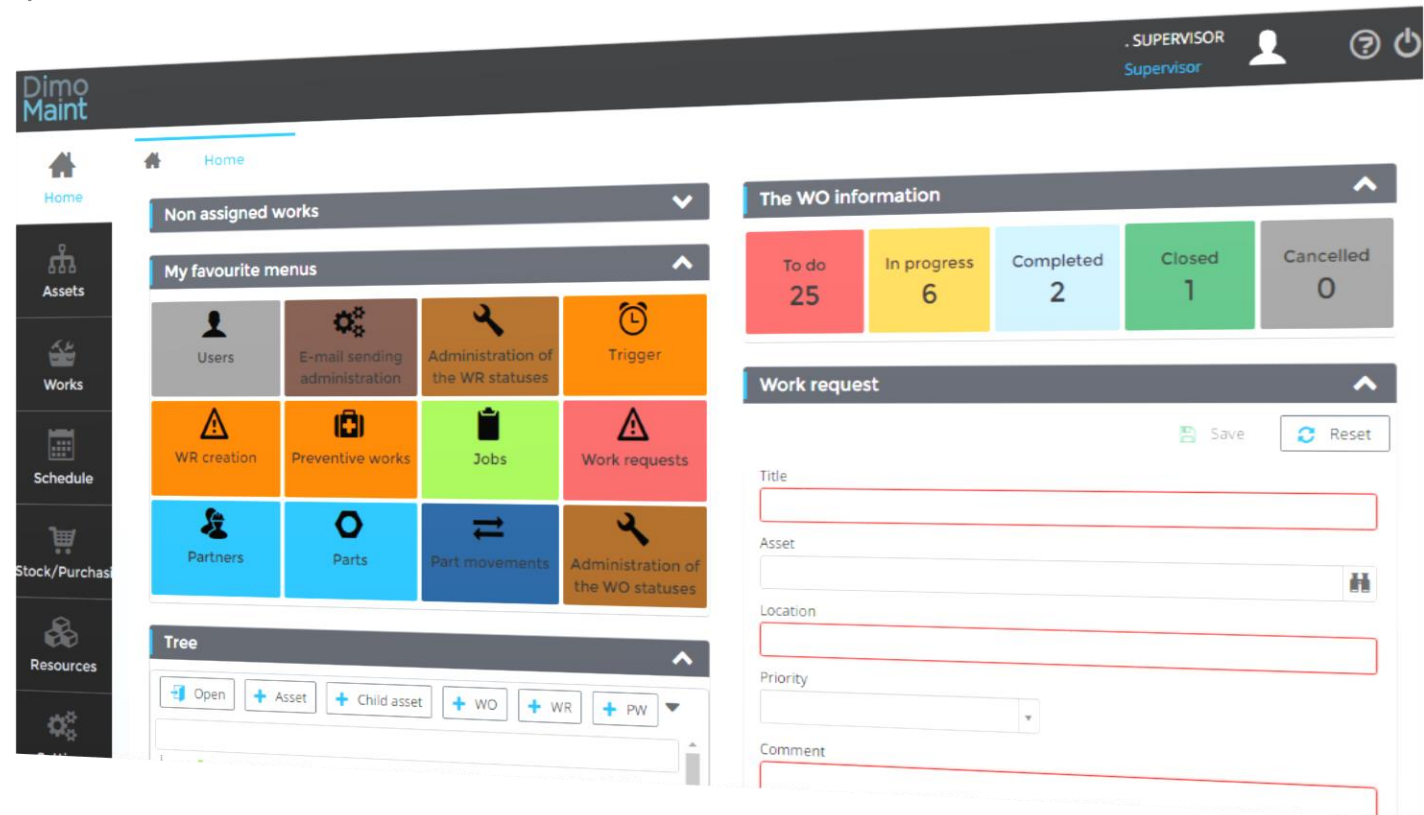 . SUPERVISOR
Supervisor
Dimo
Maint
Home
Home
Assets
Works
Schedule
Stock/Purchasi
Resources
Non assigned works
My favourite menus
Users
E-mail sending
administration
Administration of
the WR statuses
Trigger
WR creation
Preventive works
Jobs
Work requests
Partners
Parts
Part movements
Administration of
the WO statuses
Tree
Open
+ Asset
+ Child asset
+ WO
+ WR
+ PW
The WO information
To do
25
In progress
6
Completed
2
Closed
1
Cancelled
0
Work request
Save
Reset
Title
Asset
Location
Priority
Comment